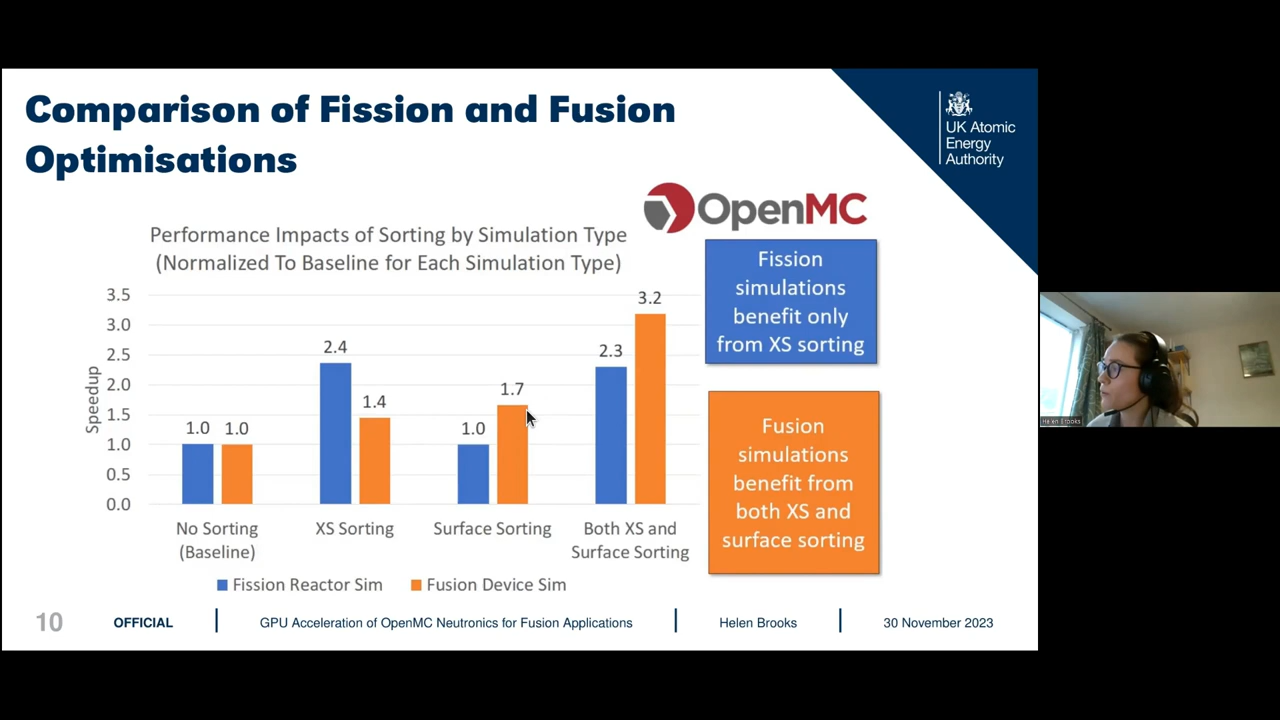 Comparison of Fission and Fusion
Optimisations
UK Atomic
Energy
Authority
OpenMC
Performance Impacts of Sorting by Simulation Type
(Normalized To Baseline for Each Simulation Type)
Speedup
3.5
3.0
2.5
2.0
1.5
1.0
0.5
0.0
1.0
1.0
2.4
1.4
1.0
1.7
2.3
3.2
No Sorting
(Baseline)
XS Sorting
Surface Sorting
Both XS and
Surface Sorting
Fission Reactor Sim
Fusion Device Sim
Fission
simulations
benefit only
from XS sorting
Fusion
simulations
benefit from
both XS and
surface sorting
10
OFFICIAL
GPU Acceleration of OpenMC Neutronics for Fusion Applications
Helen Brooks
30 November 2023
Helen Brooks